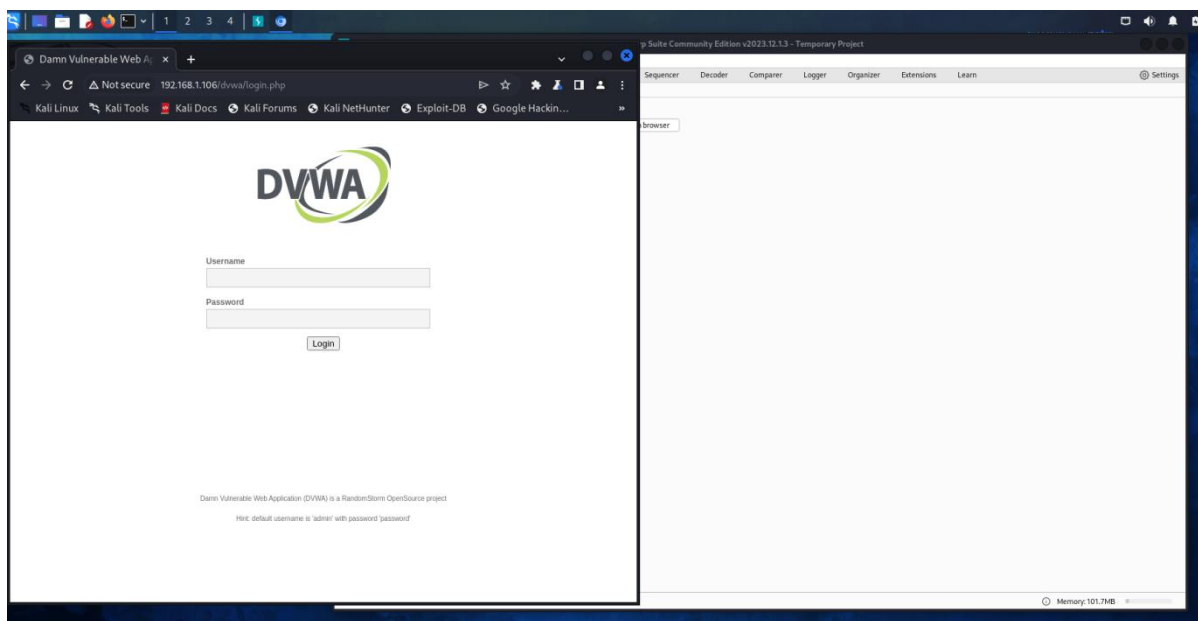 1 2 3 4
Damn Vulnerable Web Ap
p Suite Community Edition v2023.12.1.3 - Temporary Project
Sequencer Decoder Comparer Logger Organizer Extensions Learn Settings
Not secure 192.168.1.106/dvwa/login.php
Kali Linux Kali Tools Kali Docs Kali Forums Kali NetHunter Exploit-DB Google Hackin... »
browser
DVWA
Username
Password
Login
Damn Vulnerable Web Application (DVWA) is a RandomStorm OpenSource project
Hint: default username is 'admin' with password 'password'
Memory: 101.7MB